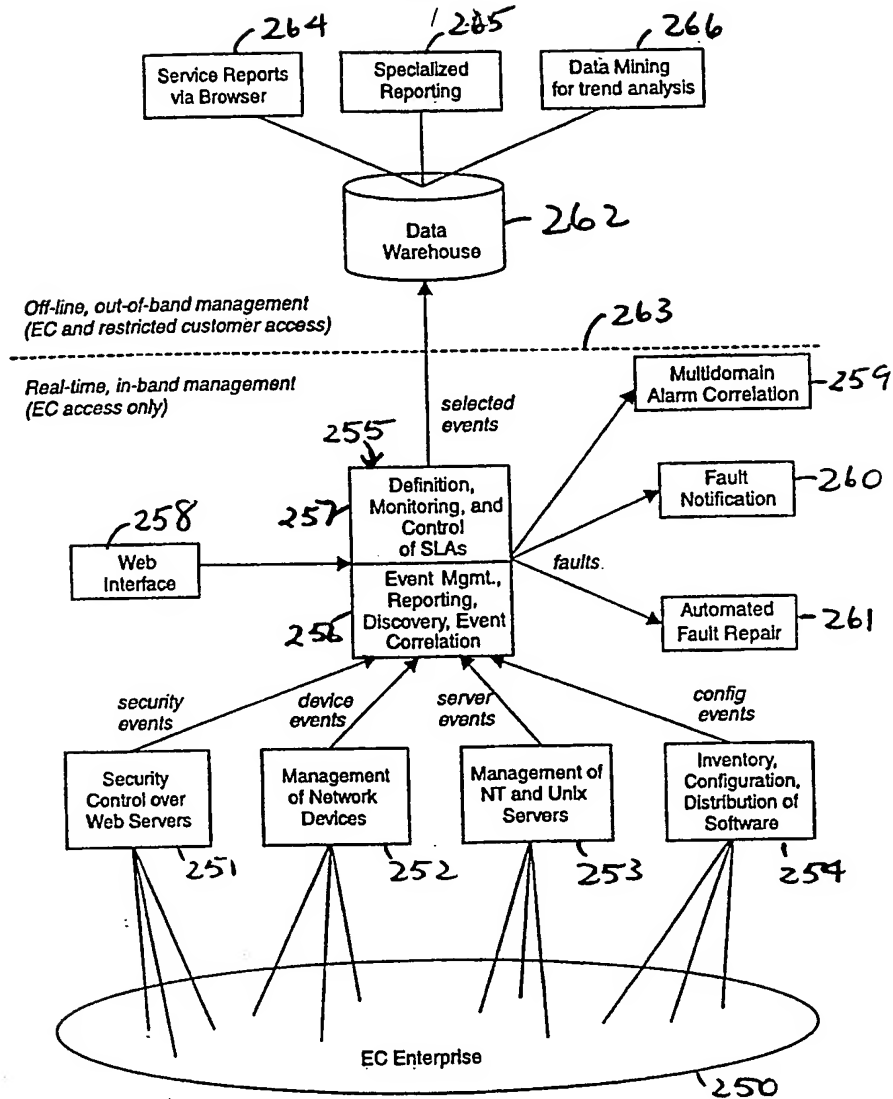 264
265
266
Service Reports
via Browser
Specialized
Reporting
Data Mining
for trend analysis
Data
Warehouse
262
Off-line, out-of-band management
(EC and restricted customer access)
263
Real-time, in-band management
(EC access only)
selected
events
Multidomain
Alarm Correlation
259
255
257
Definition,
Monitoring, and
Control
of SLAs
Fault
Notification
260
258
Web
Interface
faults.
256
Event Mgmt.,
Reporting,
Discovery, Event
Correlation
Automated
Fault Repair
261
security
events
device
events
server
events
config
events
Security
Control over
Web Servers
251
Management
of Network
Devices
252
Management of
NT and Unix
Servers
253
Inventory,
Configuration,
Distribution of
Software
254
EC Enterprise
250